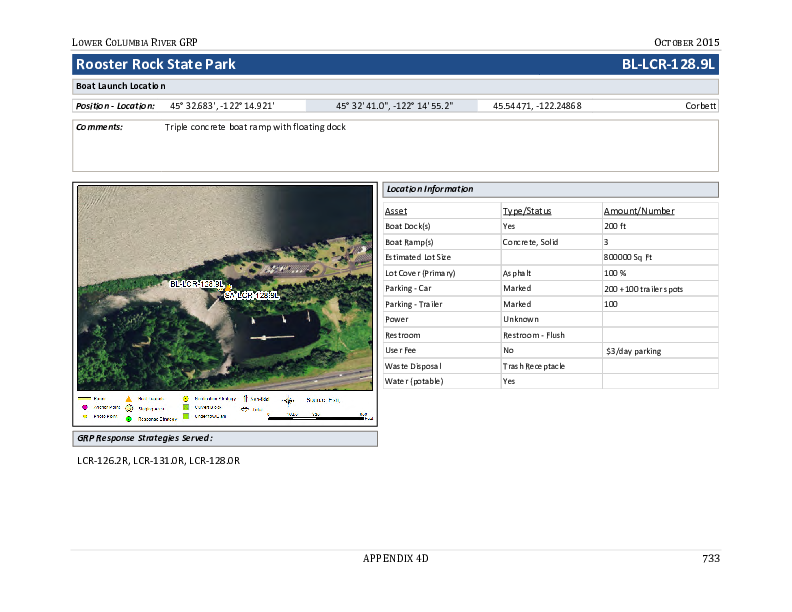 LOWER COLUMBIA RIVER GRP OCTOBER 2015
Rooster Rock State Park BL-LCR-128.9L
Boat Launch Location
Position - Location: 45° 32.683', -122° 14.921' 45° 32' 41.0", -122° 14' 55.2" 45.54471, -122.24868 Corbett
Comments: Triple concrete boat ramp with floating dock
Location Information
Asset Type/Status Amount/Number
Boat Dock(s) Yes 200 ft
Boat Ramp(s) Concrete, Solid 3
Estimated Lot Size 800000 Sq Ft
Lot Cover (Primary) Asphalt 100 %
Parking - Car Marked 200 +100 trailer spots
Parking - Trailer Marked 100
Power Unknown
Restroom Restroom - Flush
User Fee No $3/day parking
Waste Disposal Trash Receptacle
Water (potable) Yes
BL-LCR-128.9L
SA-LCR-128.9L
GRP Response Strategies Served:
LCR-126.2R, LCR-131.0R, LCR-128.0R
APPENDIX 4D 733